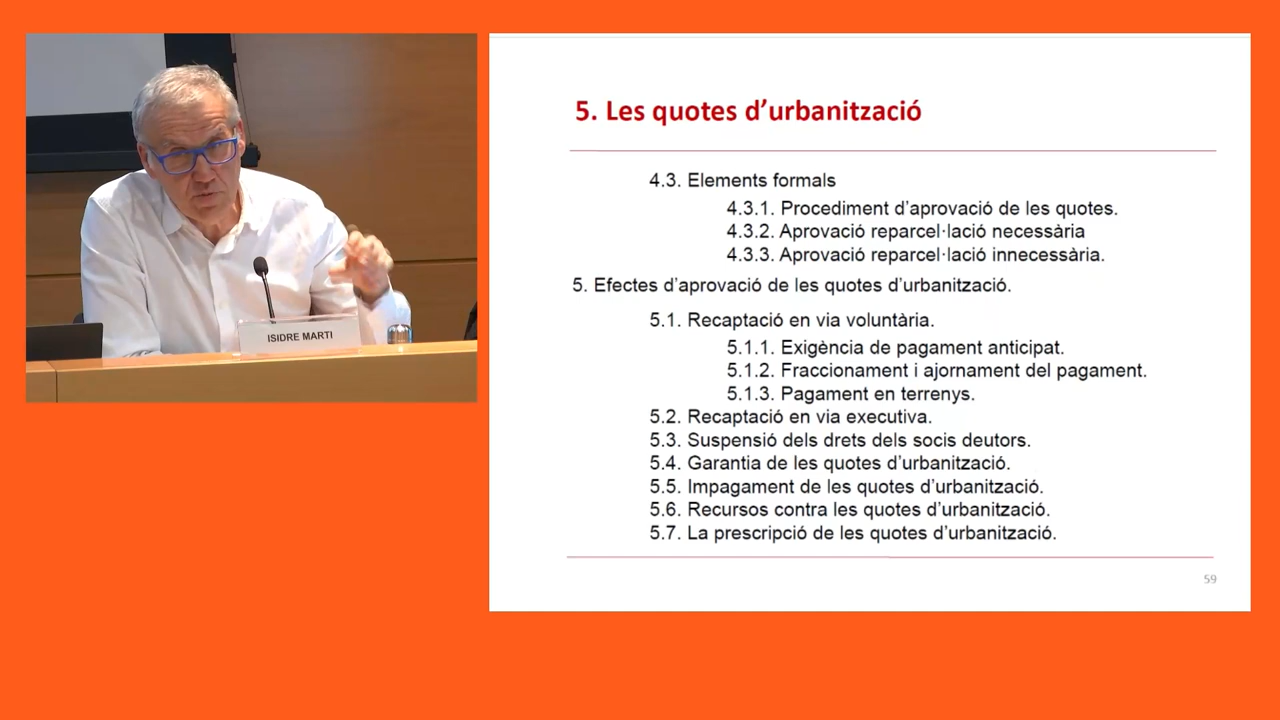 ISIDRE MARTI
5. Les quotes d’urbanització
4.3. Elements formals
4.3.1. Procediment d’aprovació de les quotes.
4.3.2. Aprovació reparcel·lació necessària
4.3.3. Aprovació reparcel·lació innecessària.
5. Efectes d’aprovació de les quotes d’urbanització.
5.1. Recaptació en via voluntària.
5.1.1. Exigència de pagament anticipat.
5.1.2. Fraccionament i ajornament del pagament.
5.1.3. Pagament en terrenys.
5.2. Recaptació en via executiva.
5.3. Suspensió dels drets dels socis deutors.
5.4. Garantia de les quotes d’urbanització.
5.5. Impagament de les quotes d’urbanització.
5.6. Recursos contra les quotes d’urbanització.
5.7. La prescripció de les quotes d’urbanització.
59